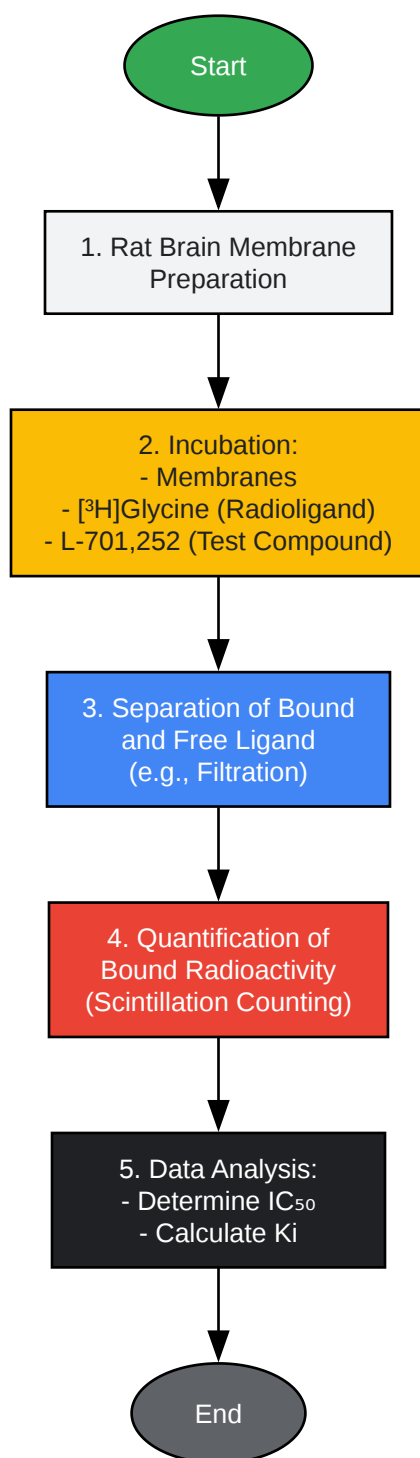 Start
1. Rat Brain Membrane
Preparation
2. Incubation:
- Membranes
- [³H]Glycine (Radioligand)
- L-701,252 (Test Compound)
3. Separation of Bound
and Free Ligand
(e.g., Filtration)
4. Quantification of
Bound Radioactivity
(Scintillation Counting)
5. Data Analysis:
- Determine IC₅₀
- Calculate Ki
End